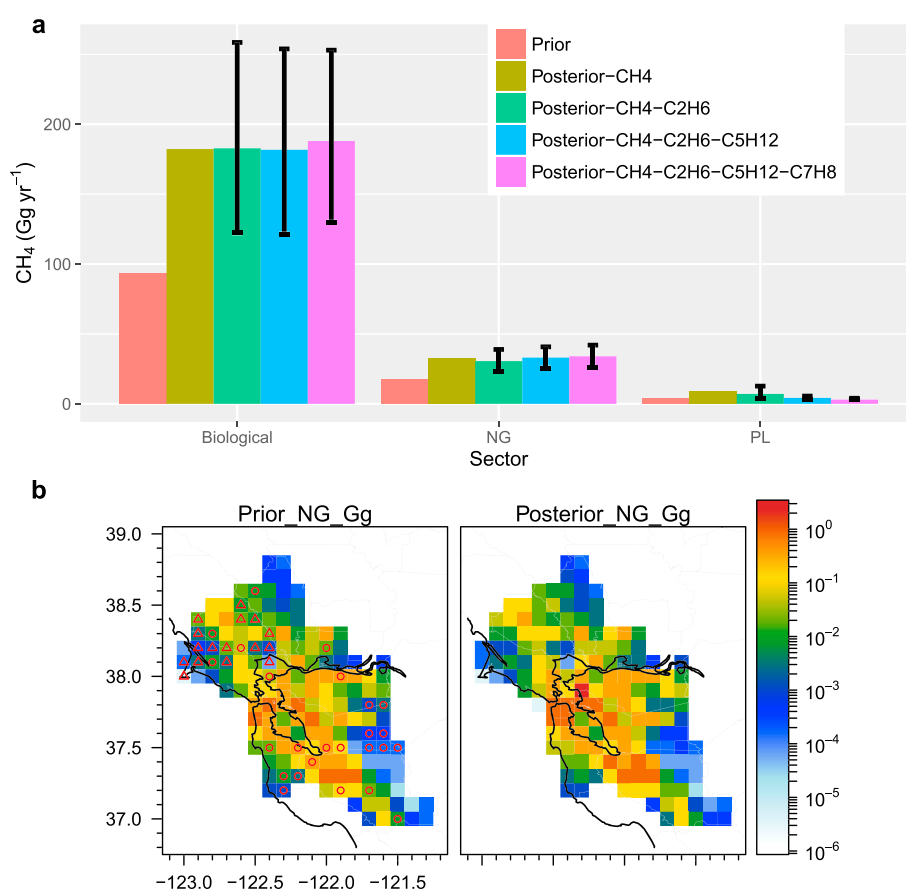 a
Prior
Posterior−CH4
Posterior−CH4−C2H6
Posterior−CH4−C2H6−C5H12
Posterior−CH4−C2H6−C5H12−C7H8
CH₄ (Gg yr⁻¹)
200
100
0
Biological NG PL
Sector
b
Prior_NG_Gg Posterior_NG_Gg
39.0
38.5
38.0
37.5
37.0
−123.0 −122.5 −122.0 −121.5
10⁰
10⁻¹
10⁻²
10⁻³
10⁻⁴
10⁻⁵
10⁻⁶